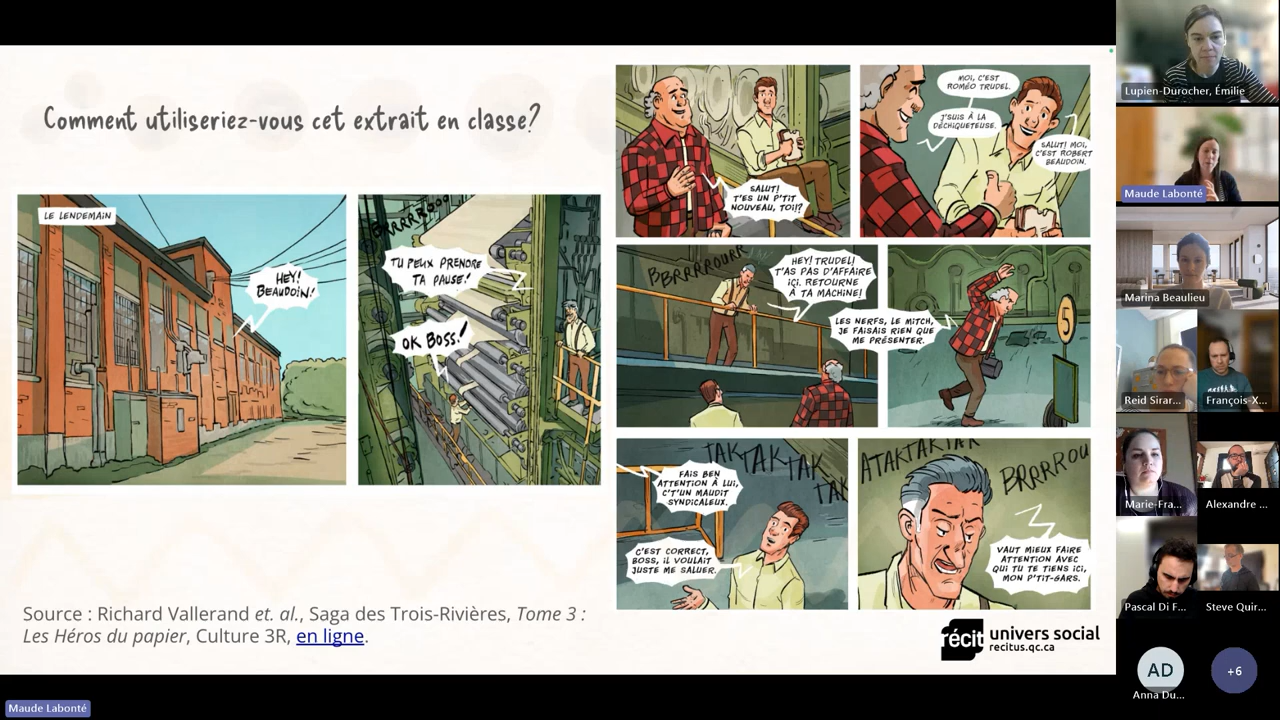 Comment utiliseriez-vous cet extrait en classe?
LE LENDEMAIN
HEY!
BEAUDOIN!
BRRRRROOO
TU PEUX PRENDRE
TA PAUSE!
OK BOSS!
SALUT!
T'ES UN P'TIT
NOUVEAU, TOI!?
MOI, C'EST
ROMÉO TRUDEL.
J'SUIS À LA
DÉCHIQUETEUSE.
SALUT! MOI,
C'EST ROBERT
BEAUDOIN.
BBRRRROURR
HEY! TRUDEL!
T'AS PAS D'AFFAIRE
ICI. RETOURNE
À TA MACHINE!
LES NERFS, LE MITCH,
JE FAISAIS RIEN QUE
ME PRÉSENTER.
5
TAKTAKTAK
TAK
FAIS BEN
ATTENTION À LUI,
C'T'UN MAUDIT
SYNDICALEUX.
C'EST CORRECT,
BOSS, IL VOULAIT
JUSTE ME SALUER.
ATAKTAKTAK
BRRRROU
VAUT MIEUX FAIRE
ATTENTION AVEC
QUI TU TE TIENS ICI,
MON P'TIT-GARS.
Source : Richard Vallerand et. al., Saga des Trois-Rivières, Tome 3 :
Les Héros du papier, Culture 3R, en ligne.
récit univers social
recitus.qc.ca
Maude Labonté
Lupien-Durocher, Émilie
Maude Labonté
Marina Beaulieu
Reid Sirar...
François-X...
Marie-Fra...
Alexandre ...
Pascal Di F...
Steve Quir...
AD
+6
Anna Du...